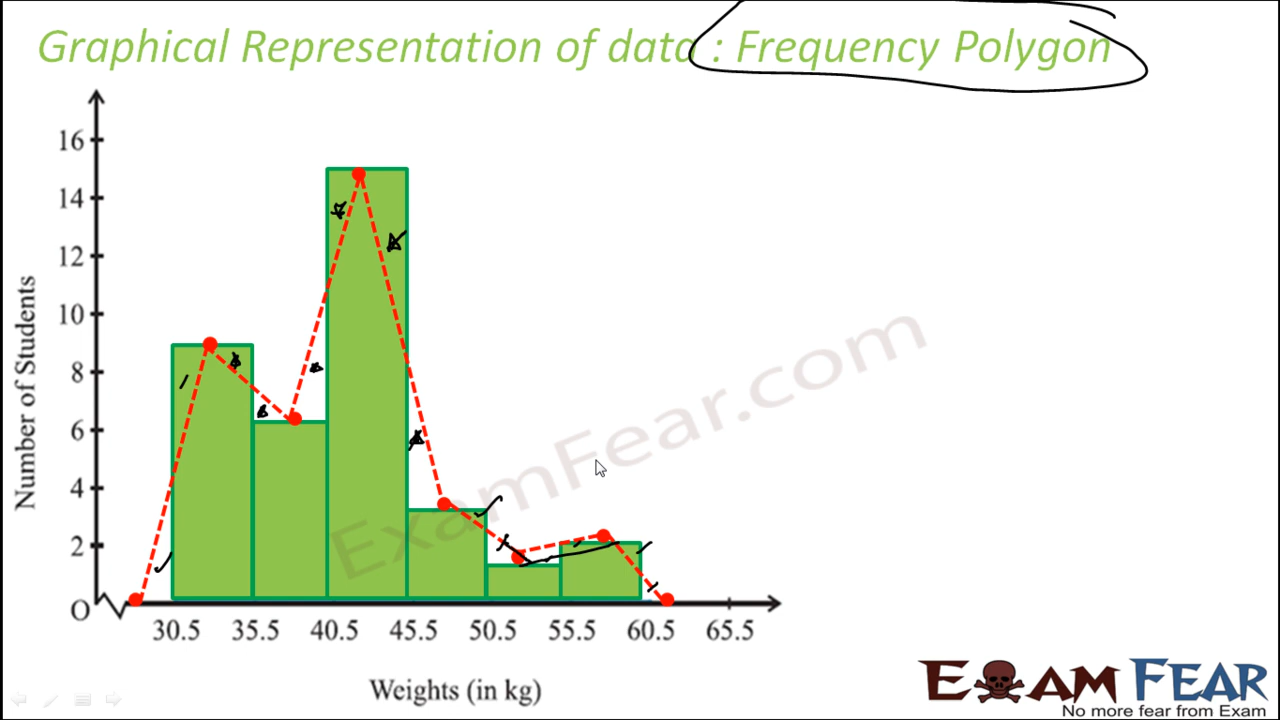 Graphical Representation of data : Frequency Polygon
16
14
12
10
8
6
4
2
O
Number of Students
30.5 35.5 40.5 45.5 50.5 55.5 60.5 65.5
Weights (in kg)
ExamFear.com
EXAM FEAR
No more fear from Exam